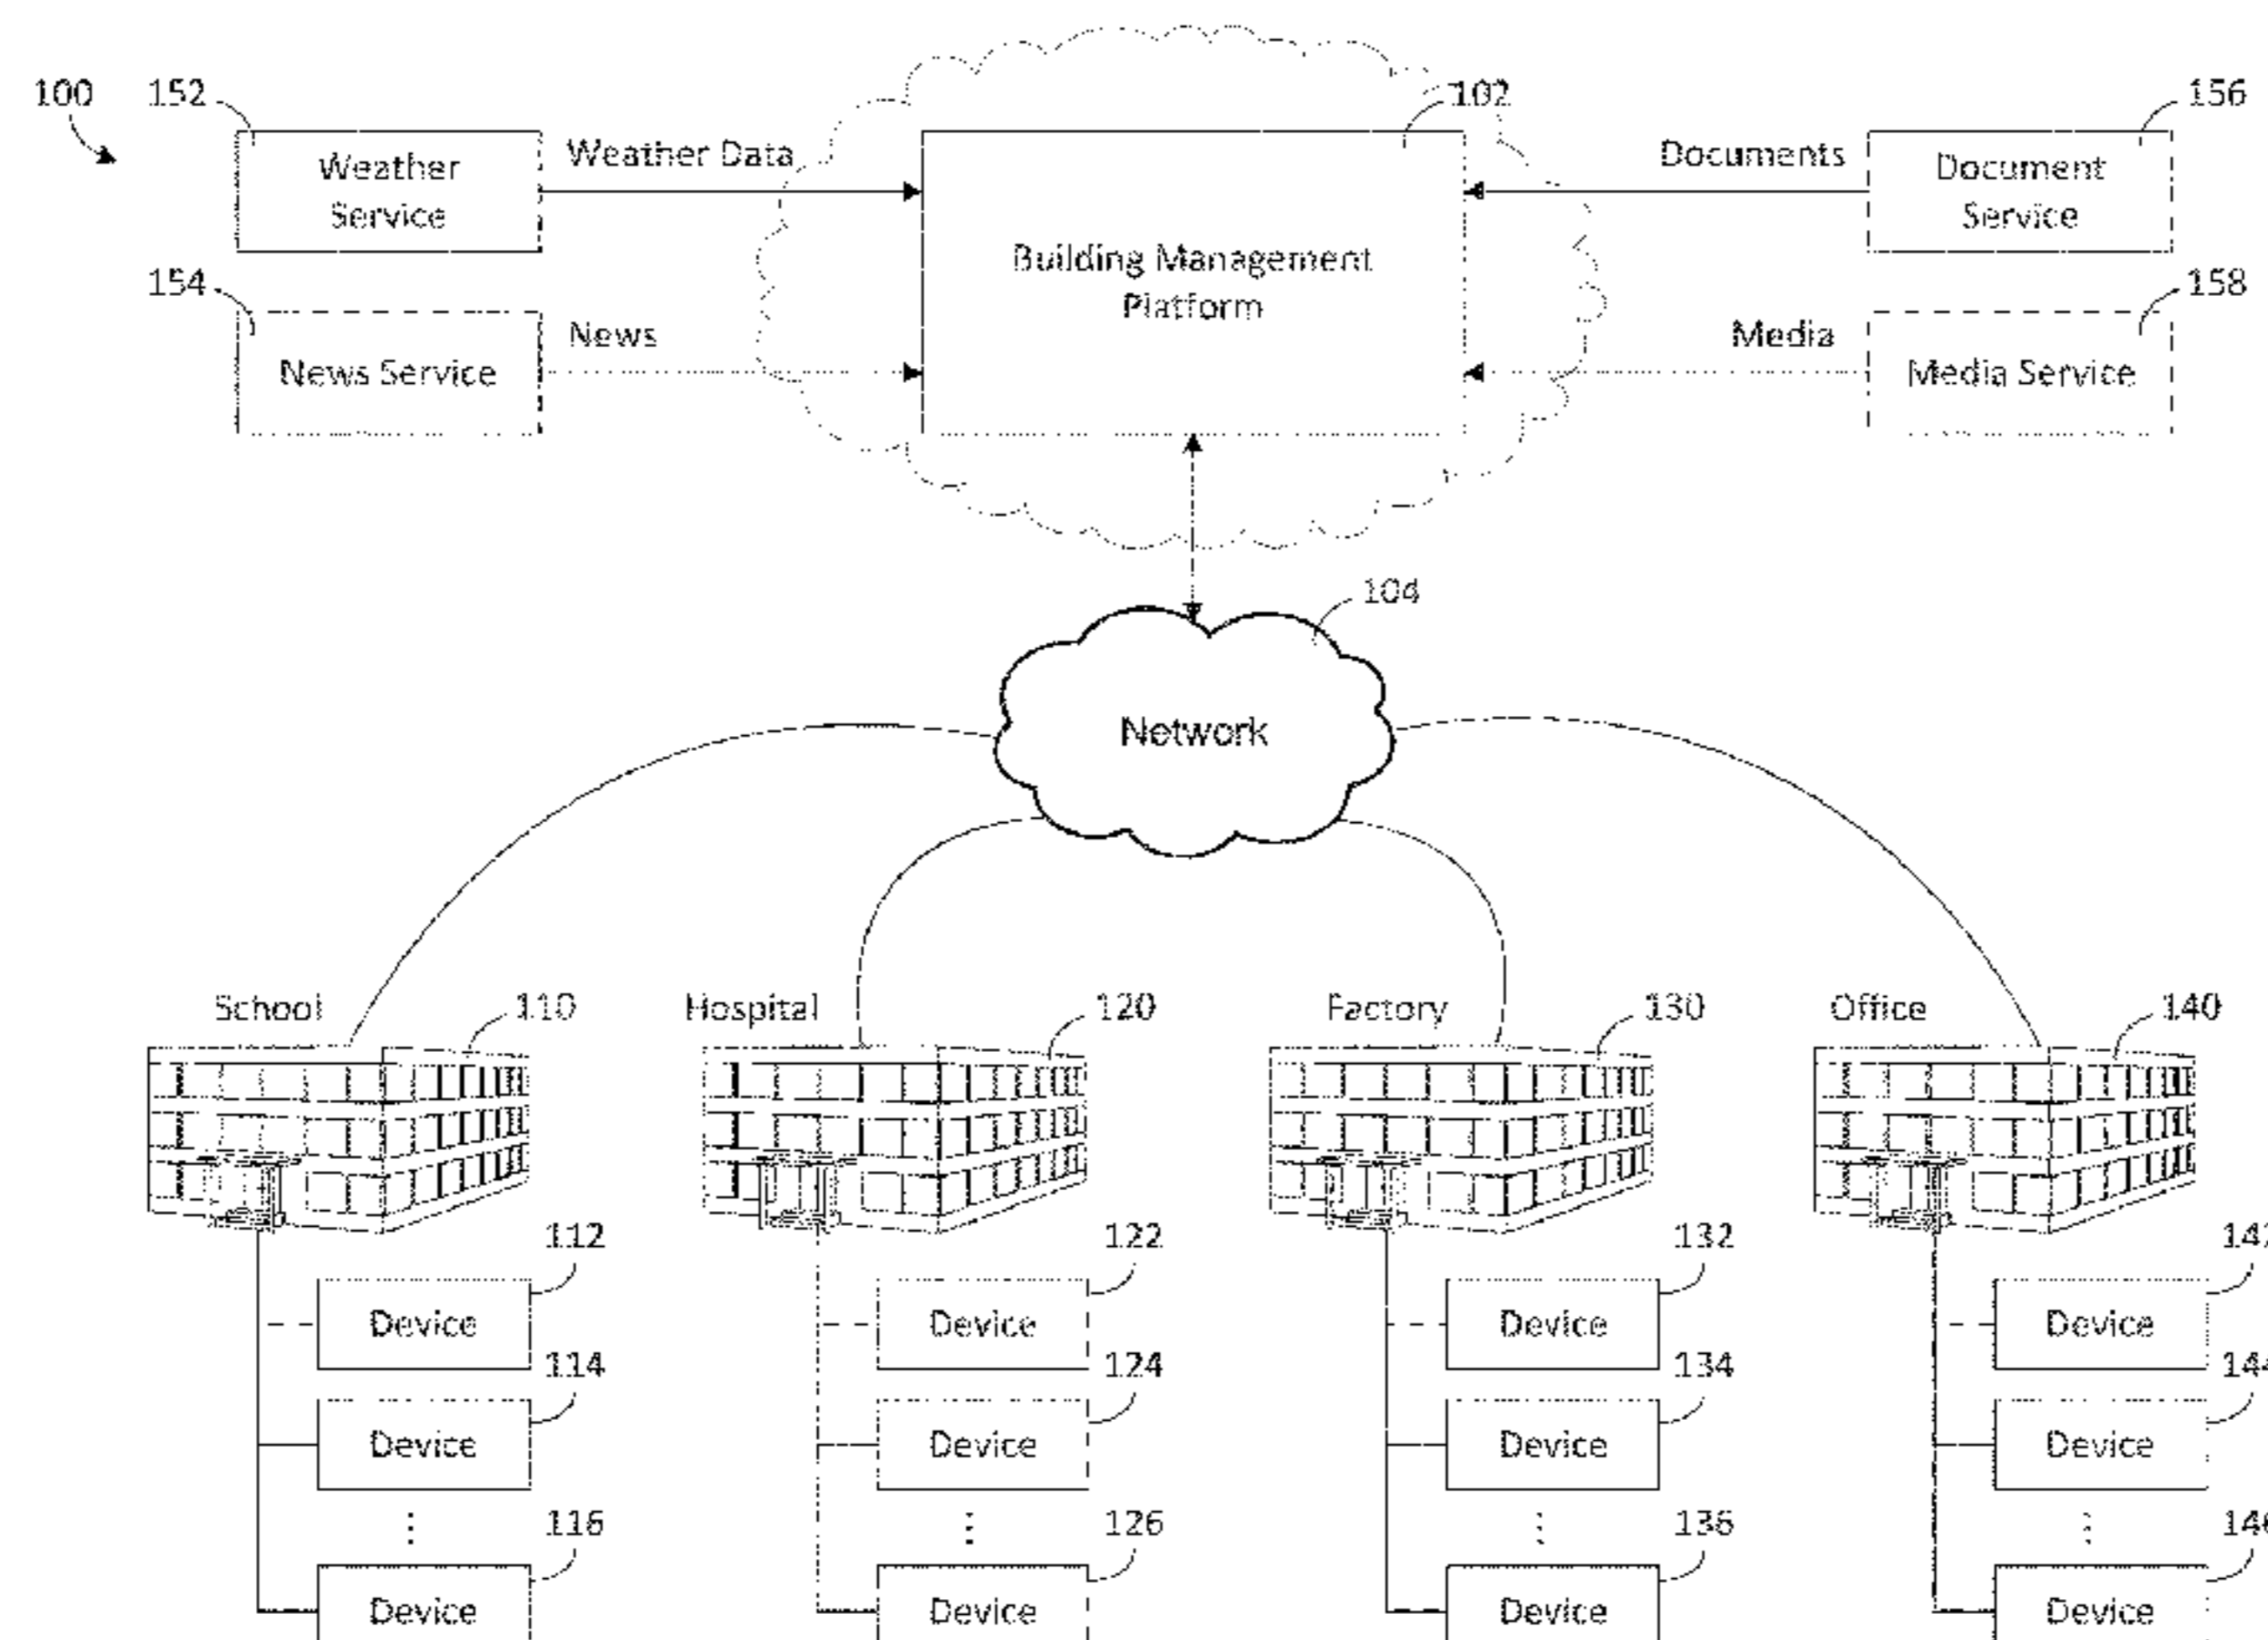 100
152
102
156
Weather
Service
Weather Data
Documents
Document
Service
Building Management
Platform
154
158
News Service
News
Media
Media Service
104
Network
School
110
Hospital
120
Factory
130
Office
140
112
122
132
Device
Device
Device
Device
114
124
134
144
Device
Device
Device
Device
116
126
136
Device
Device
Device
Device